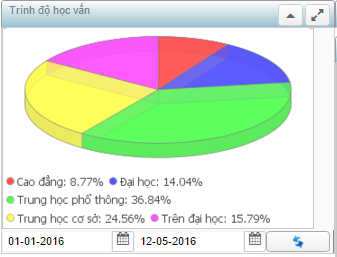 Trình độ học vấn
Cao đẳng: 8.77% Đại học: 14.04%
Trung học phổ thông: 36.84%
Trung học cơ sở: 24.56% Trên đại học: 15.79%
01-01-2016 12-05-2016